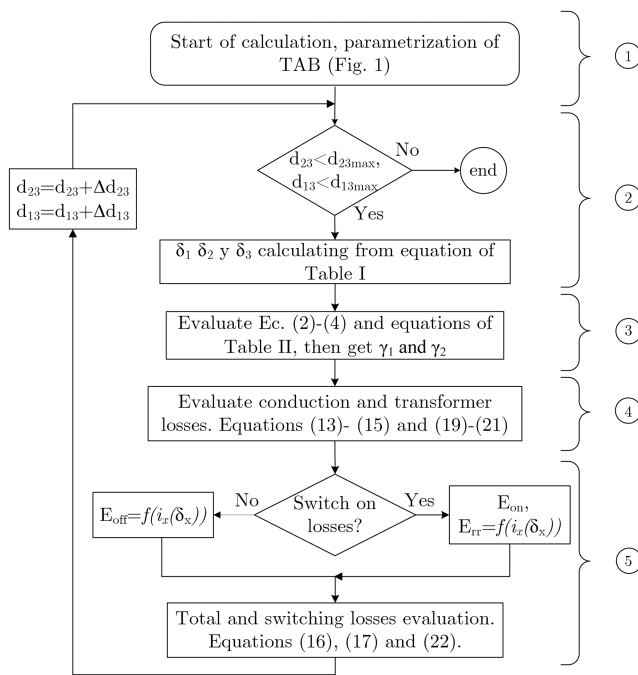 Start of calculation, parametrization of
TAB (Fig. 1)
1
d₂₃<d₂₃ₘₐₓ,
d₁₃<d₁₃ₘₐₓ
No
end
Yes
d₂₃=d₂₃+Δd₂₃
d₁₃=d₁₃+Δd₁₃
2
δ₁ δ₂ y δ₃ calculating from equation of
Table I
Evaluate Ec. (2)-(4) and equations of
Table II, then get γ₁ and γ₂
3
Evaluate conduction and transformer
losses. Equations (13)- (15) and (19)-(21)
4
Switch on
losses?
No
Yes
E_off=f(iₓ(δₓ))
E_on,
E_rr=f(iₓ(δₓ))
5
Total and switching losses evaluation.
Equations (16), (17) and (22).